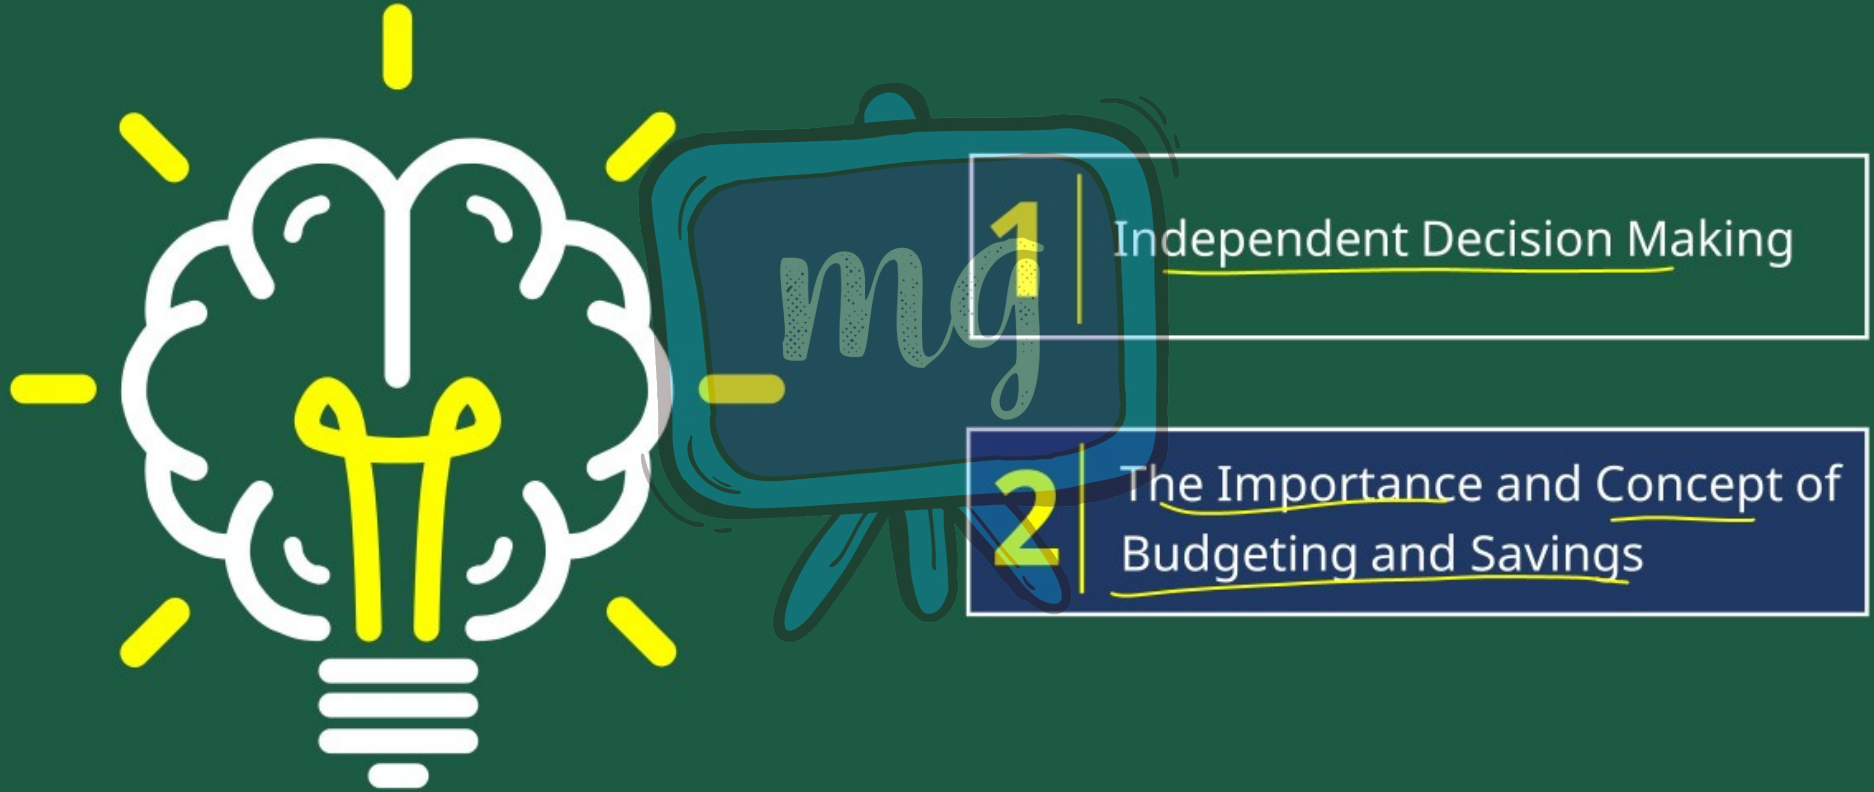 mg
1
Independent Decision Making
2
The Importance and Concept of
Budgeting and Savings